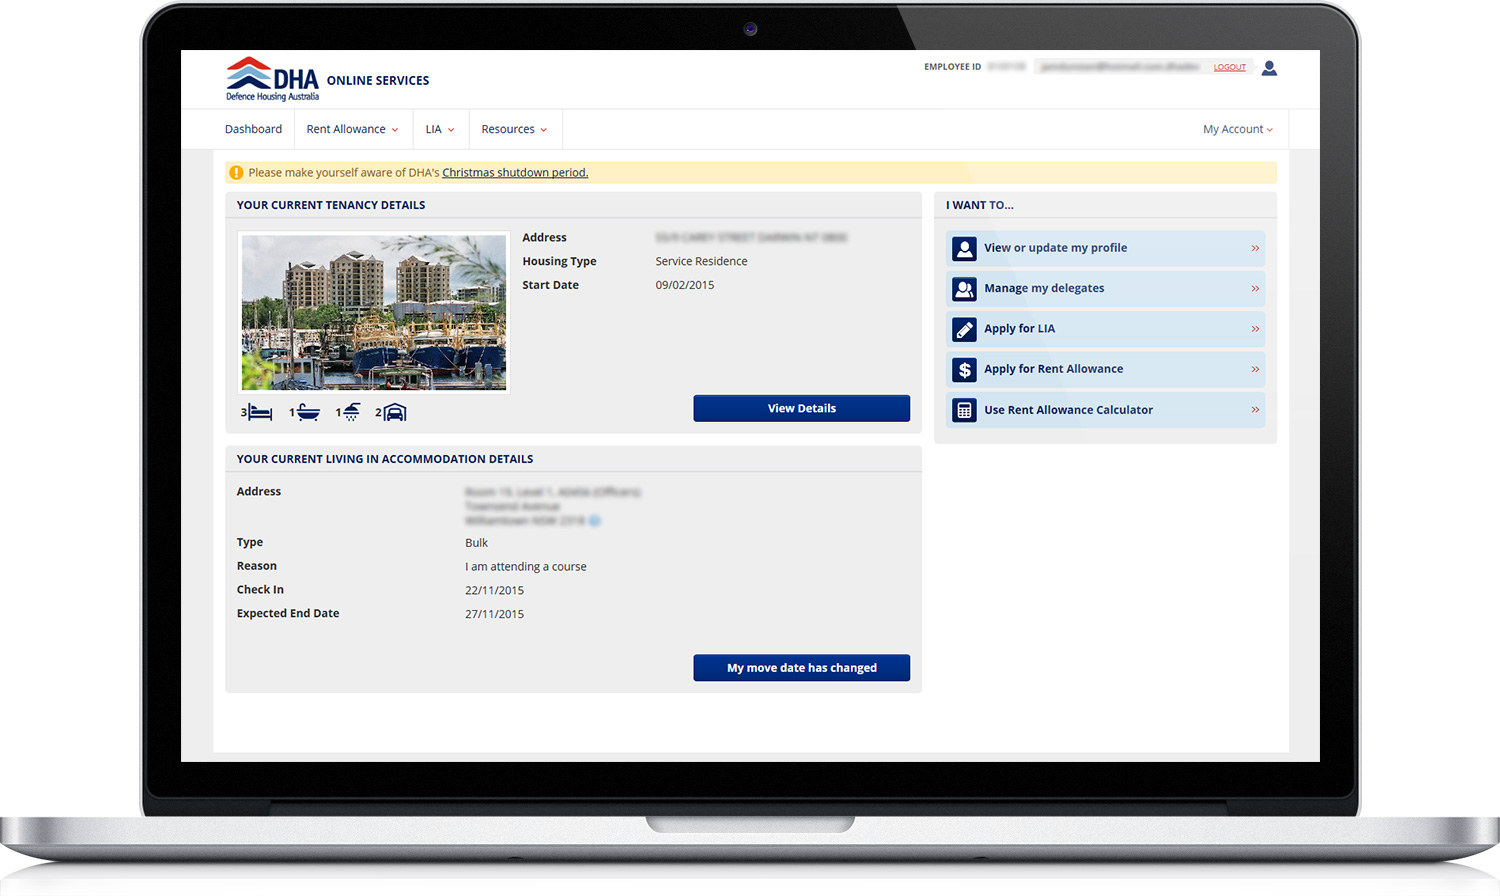 DHA
Defence Housing Australia
ONLINE SERVICES
EMPLOYEE ID
LOGOUT
Dashboard
Rent Allowance
LIA
Resources
My Account
Please make yourself aware of DHA's Christmas shutdown period.
YOUR CURRENT TENANCY DETAILS
Address
Housing Type Service Residence
Start Date 09/02/2015
3 1 1 2
View Details
I WANT TO...
View or update my profile
Manage my delegates
Apply for LIA
$ Apply for Rent Allowance
Use Rent Allowance Calculator
YOUR CURRENT LIVING IN ACCOMMODATION DETAILS
Address
Type Bulk
Reason I am attending a course
Check In 22/11/2015
Expected End Date 27/11/2015
My move date has changed